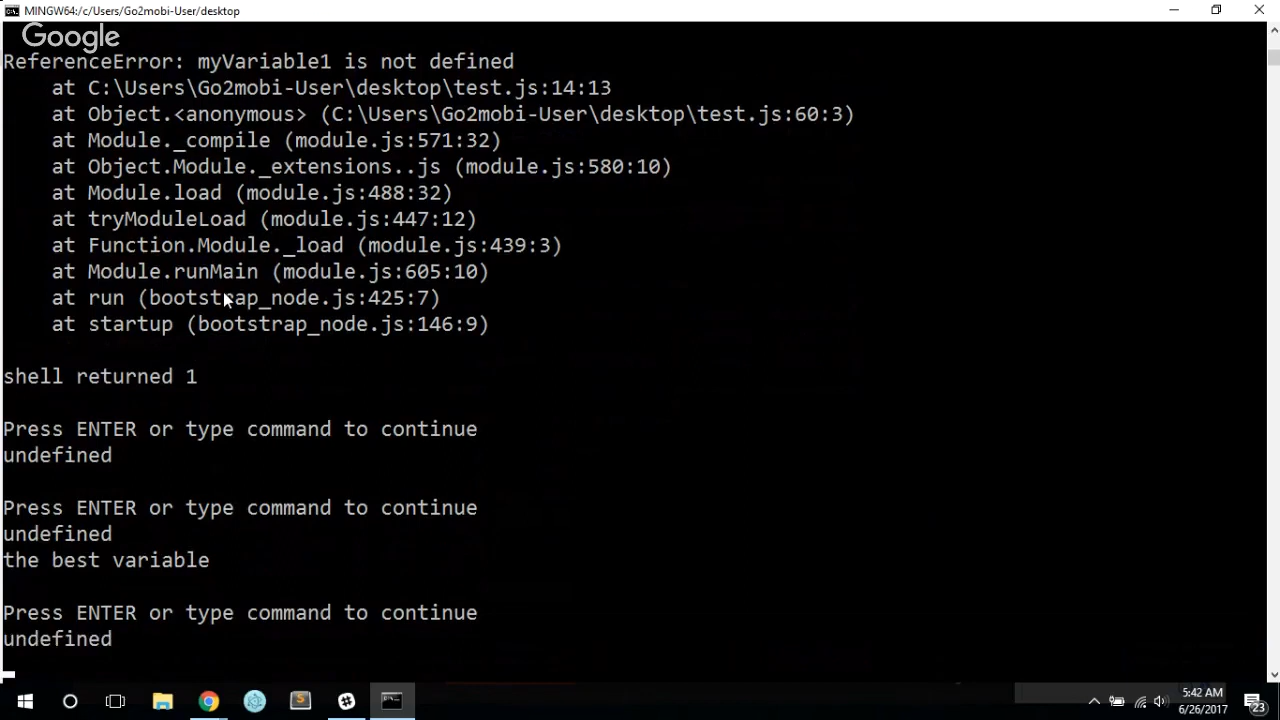 MINGW64:/c/Users/Go2mobi-User/desktop
Google
ReferenceError: myVariable1 is not defined
    at C:\Users\Go2mobi-User\desktop\test.js:14:13
    at Object.<anonymous> (C:\Users\Go2mobi-User\desktop\test.js:60:3)
    at Module._compile (module.js:571:32)
    at Object.Module._extensions..js (module.js:580:10)
    at Module.load (module.js:488:32)
    at tryModuleLoad (module.js:447:12)
    at Function.Module._load (module.js:439:3)
    at Module.runMain (module.js:605:10)
    at run (bootstrap_node.js:425:7)
    at startup (bootstrap_node.js:146:9)
shell returned 1
Press ENTER or type command to continue
undefined
Press ENTER or type command to continue
undefined
the best variable
Press ENTER or type command to continue
undefined
5:42 AM
6/26/2017
23